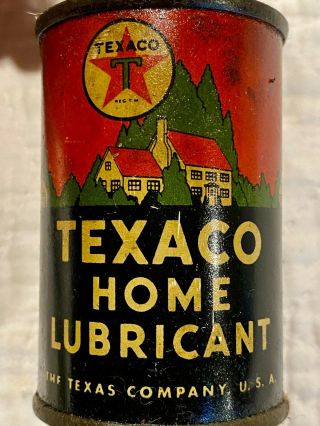 TEXACO
T
REG. T.M.
TEXACO
HOME
LUBRICANT
THE TEXAS COMPANY, U. S. A.